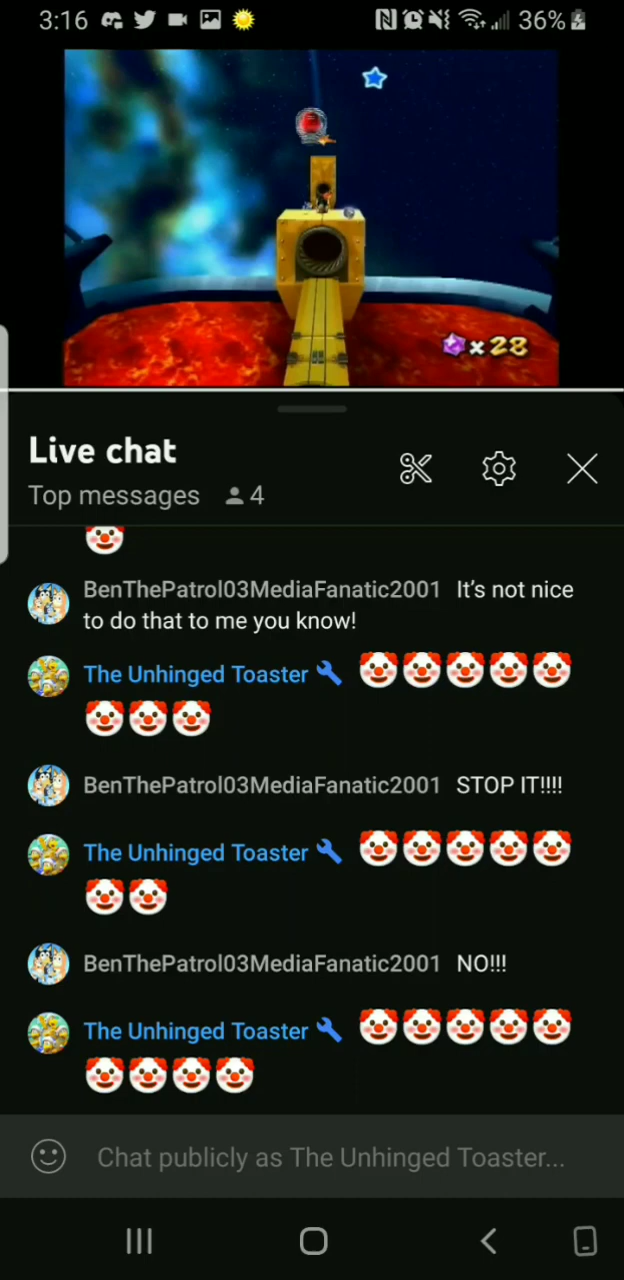 3:16
36%
×28
Live chat
Top messages 4
🤡
BenThePatrol03MediaFanatic2001 It's not nice
to do that to me you know!
The Unhinged Toaster 🔧 🤡🤡🤡🤡🤡
🤡🤡🤡
BenThePatrol03MediaFanatic2001 STOP IT!!!!
The Unhinged Toaster 🔧 🤡🤡🤡🤡🤡
🤡🤡
BenThePatrol03MediaFanatic2001 NO!!!
The Unhinged Toaster 🔧 🤡🤡🤡🤡🤡
🤡🤡🤡🤡
Chat publicly as The Unhinged Toaster...